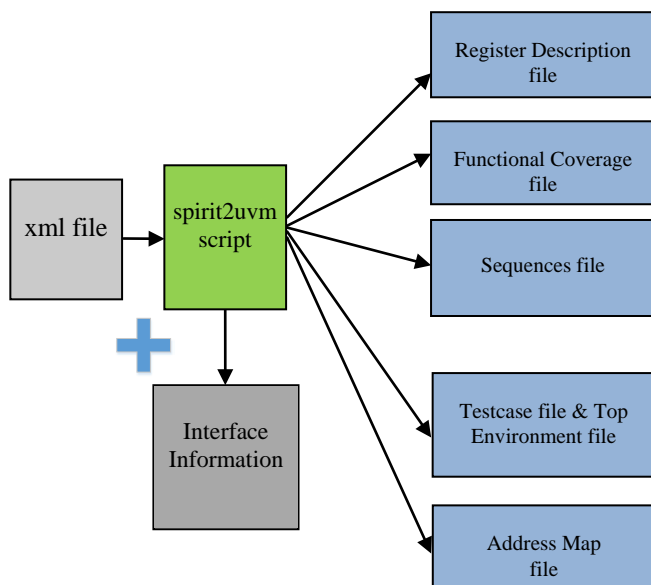 xml file
spirit2uvm
script
Interface
Information
Register Description
file
Functional Coverage
file
Sequences file
Testcase file & Top
Environment file
Address Map
file